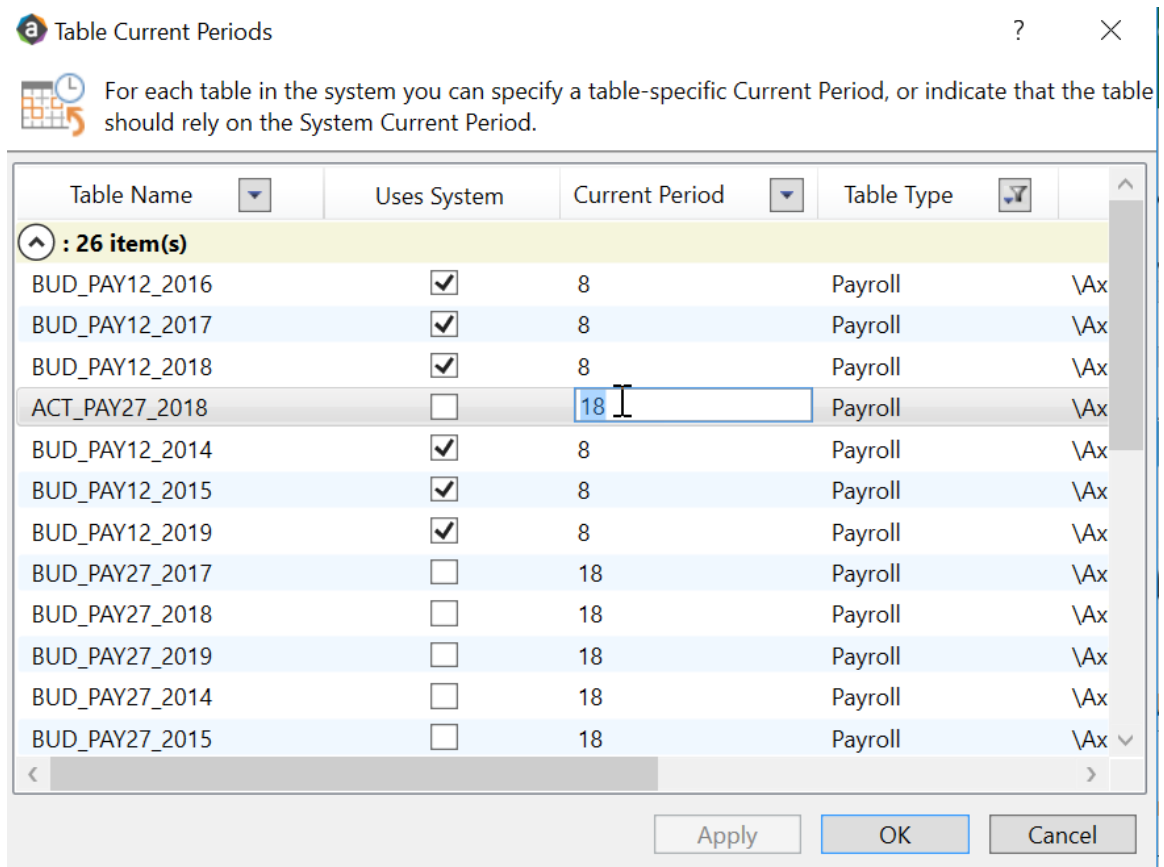 a Table Current Periods ?
For each table in the system you can specify a table-specific Current Period, or indicate that the table
should rely on the System Current Period.
Table Name Uses System Current Period Table Type
: 26 item(s)
BUD_PAY12_2016 8 Payroll \Ax
BUD_PAY12_2017 8 Payroll \Ax
BUD_PAY12_2018 8 Payroll \Ax
ACT_PAY27_2018 18 Payroll \Ax
BUD_PAY12_2014 8 Payroll \Ax
BUD_PAY12_2015 8 Payroll \Ax
BUD_PAY12_2019 8 Payroll \Ax
BUD_PAY27_2017 18 Payroll \Ax
BUD_PAY27_2018 18 Payroll \Ax
BUD_PAY27_2019 18 Payroll \Ax
BUD_PAY27_2014 18 Payroll \Ax
BUD_PAY27_2015 18 Payroll \Ax
Apply OK Cancel